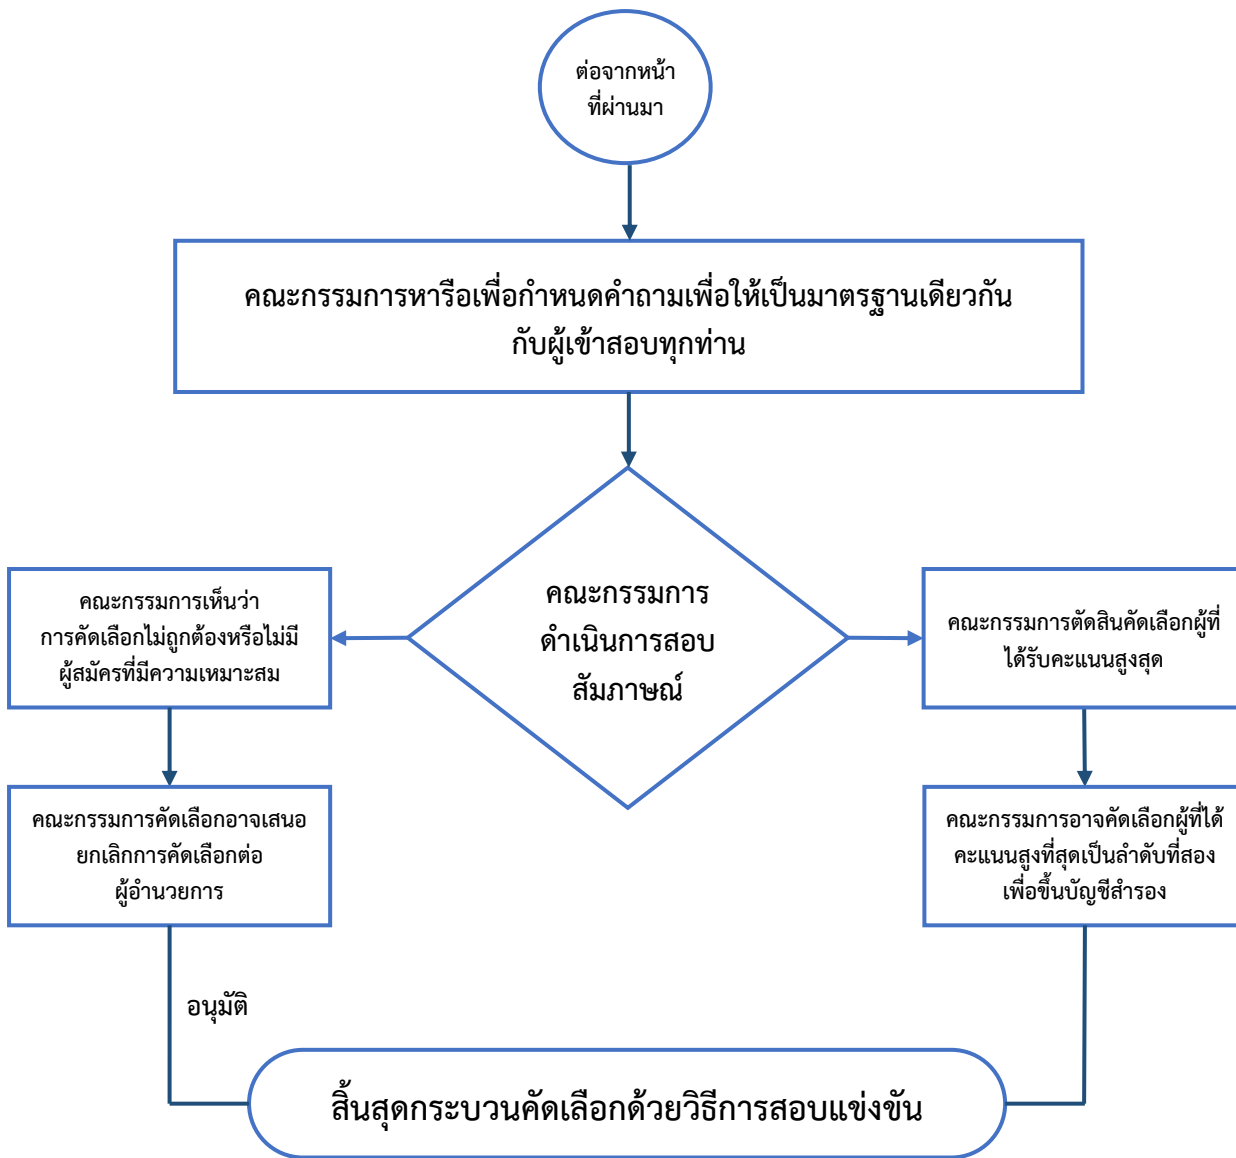 ต่อจากหน้า
ที่ผ่านมา
คณะกรรมการหารือเพื่อกำหนดคำถามเพื่อให้เป็นมาตรฐานเดียวกัน
กับผู้เข้าสอบทุกท่าน
คณะกรรมการ
ดำเนินการสอบ
สัมภาษณ์
คณะกรรมการเห็นว่า
การคัดเลือกไม่ถูกต้องหรือไม่มี
ผู้สมัครที่มีความเหมาะสม
คณะกรรมการตัดสินคัดเลือกผู้ที่
ได้รับคะแนนสูงสุด
คณะกรรมการคัดเลือกอาจเสนอ
ยกเลิกการคัดเลือกต่อ
ผู้อำนวยการ
คณะกรรมการอาจคัดเลือกผู้ที่ได้
คะแนนสูงที่สุดเป็นลำดับที่สอง
เพื่อขึ้นบัญชีสำรอง
อนุมัติ
สิ้นสุดกระบวนคัดเลือกด้วยวิธีการสอบแข่งขัน